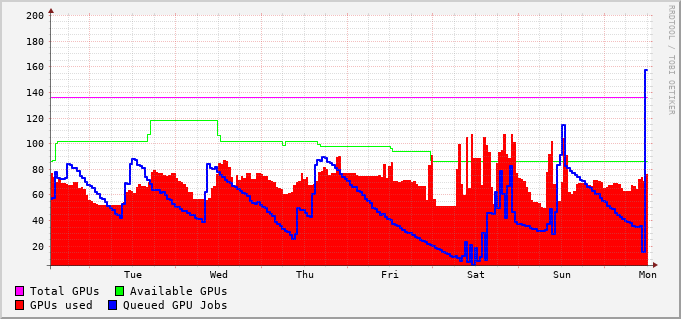 200
180
160
140
120
100
80
60
40
20
Tue Wed Thu Fri Sat Sun Mon
Total GPUs Available GPUs
GPUs used Queued GPU Jobs
RRDTOOL / TOBI OETIKER